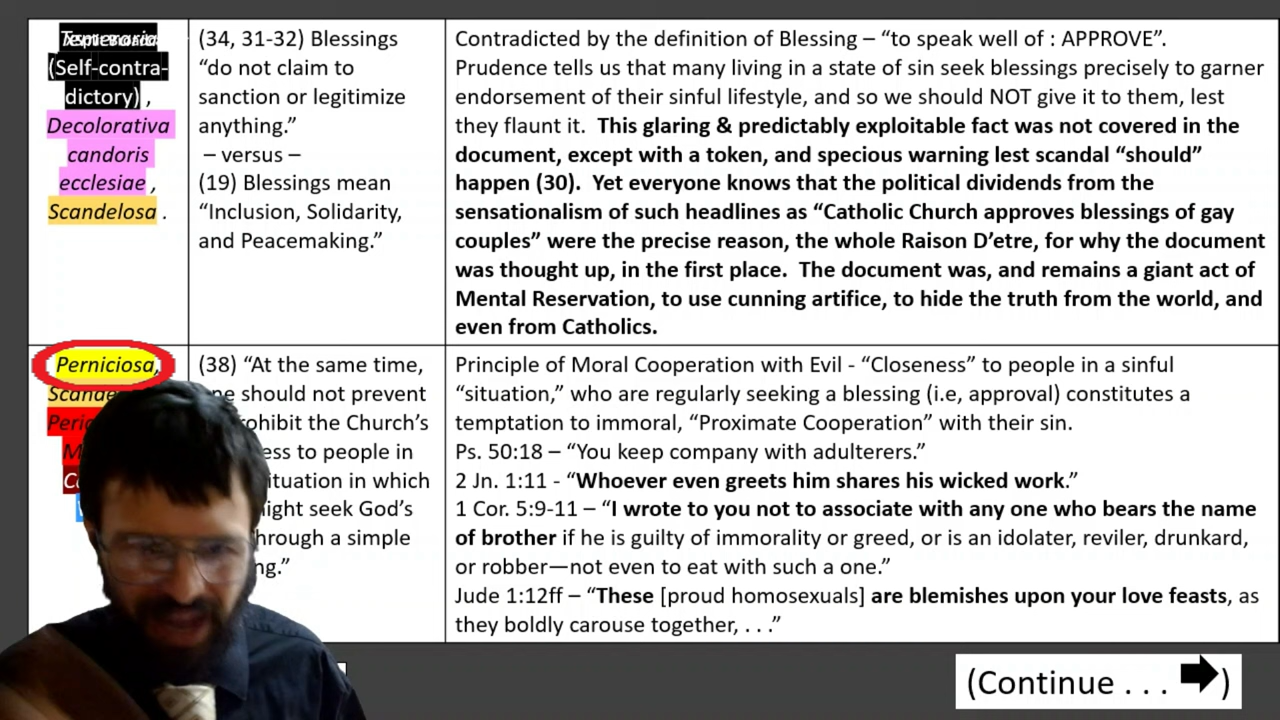 (Self-contra-
dictory) ,
Decolorativa
candoris
ecclesiae ,
Scandelosa .
(34, 31-32) Blessings
“do not claim to
sanction or legitimize
anything.”
– versus –
(19) Blessings mean
“Inclusion, Solidarity,
and Peacemaking.”
Contradicted by the definition of Blessing – “to speak well of : APPROVE”.
Prudence tells us that many living in a state of sin seek blessings precisely to garner
endorsement of their sinful lifestyle, and so we should NOT give it to them, lest
they flaunt it. This glaring & predictably exploitable fact was not covered in the
document, except with a token, and specious warning lest scandal “should”
happen (30). Yet everyone knows that the political dividends from the
sensationalism of such headlines as “Catholic Church approves blessings of gay
couples” were the precise reason, the whole Raison D’etre, for why the document
was thought up, in the first place. The document was, and remains a giant act of
Mental Reservation, to use cunning artifice, to hide the truth from the world, and
even from Catholics.
Perniciosa,
(38) “At the same time,
should not prevent
the Church’s
to people in
in which
seek God’s
through a simple
Principle of Moral Cooperation with Evil - “Closeness” to people in a sinful
“situation,” who are regularly seeking a blessing (i.e, approval) constitutes a
temptation to immoral, “Proximate Cooperation” with their sin.
Ps. 50:18 – “You keep company with adulterers.”
2 Jn. 1:11 - “Whoever even greets him shares his wicked work.”
1 Cor. 5:9-11 – “I wrote to you not to associate with any one who bears the name
of brother if he is guilty of immorality or greed, or is an idolater, reviler, drunkard,
or robber—not even to eat with such a one.”
Jude 1:12ff – “These [proud homosexuals] are blemishes upon your love feasts, as
they boldly carouse together, . . .”
(Continue . . . )